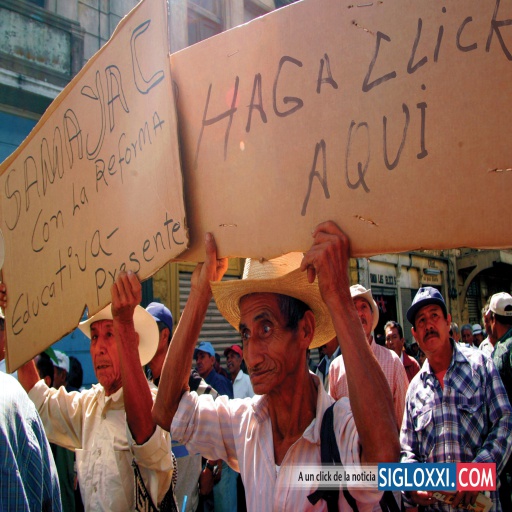 SAMAYAC
Con La Reforma
Educativa-
Presente
HAGA CLick
AQUi
A un click de la noticia SIGLOXXI.COM